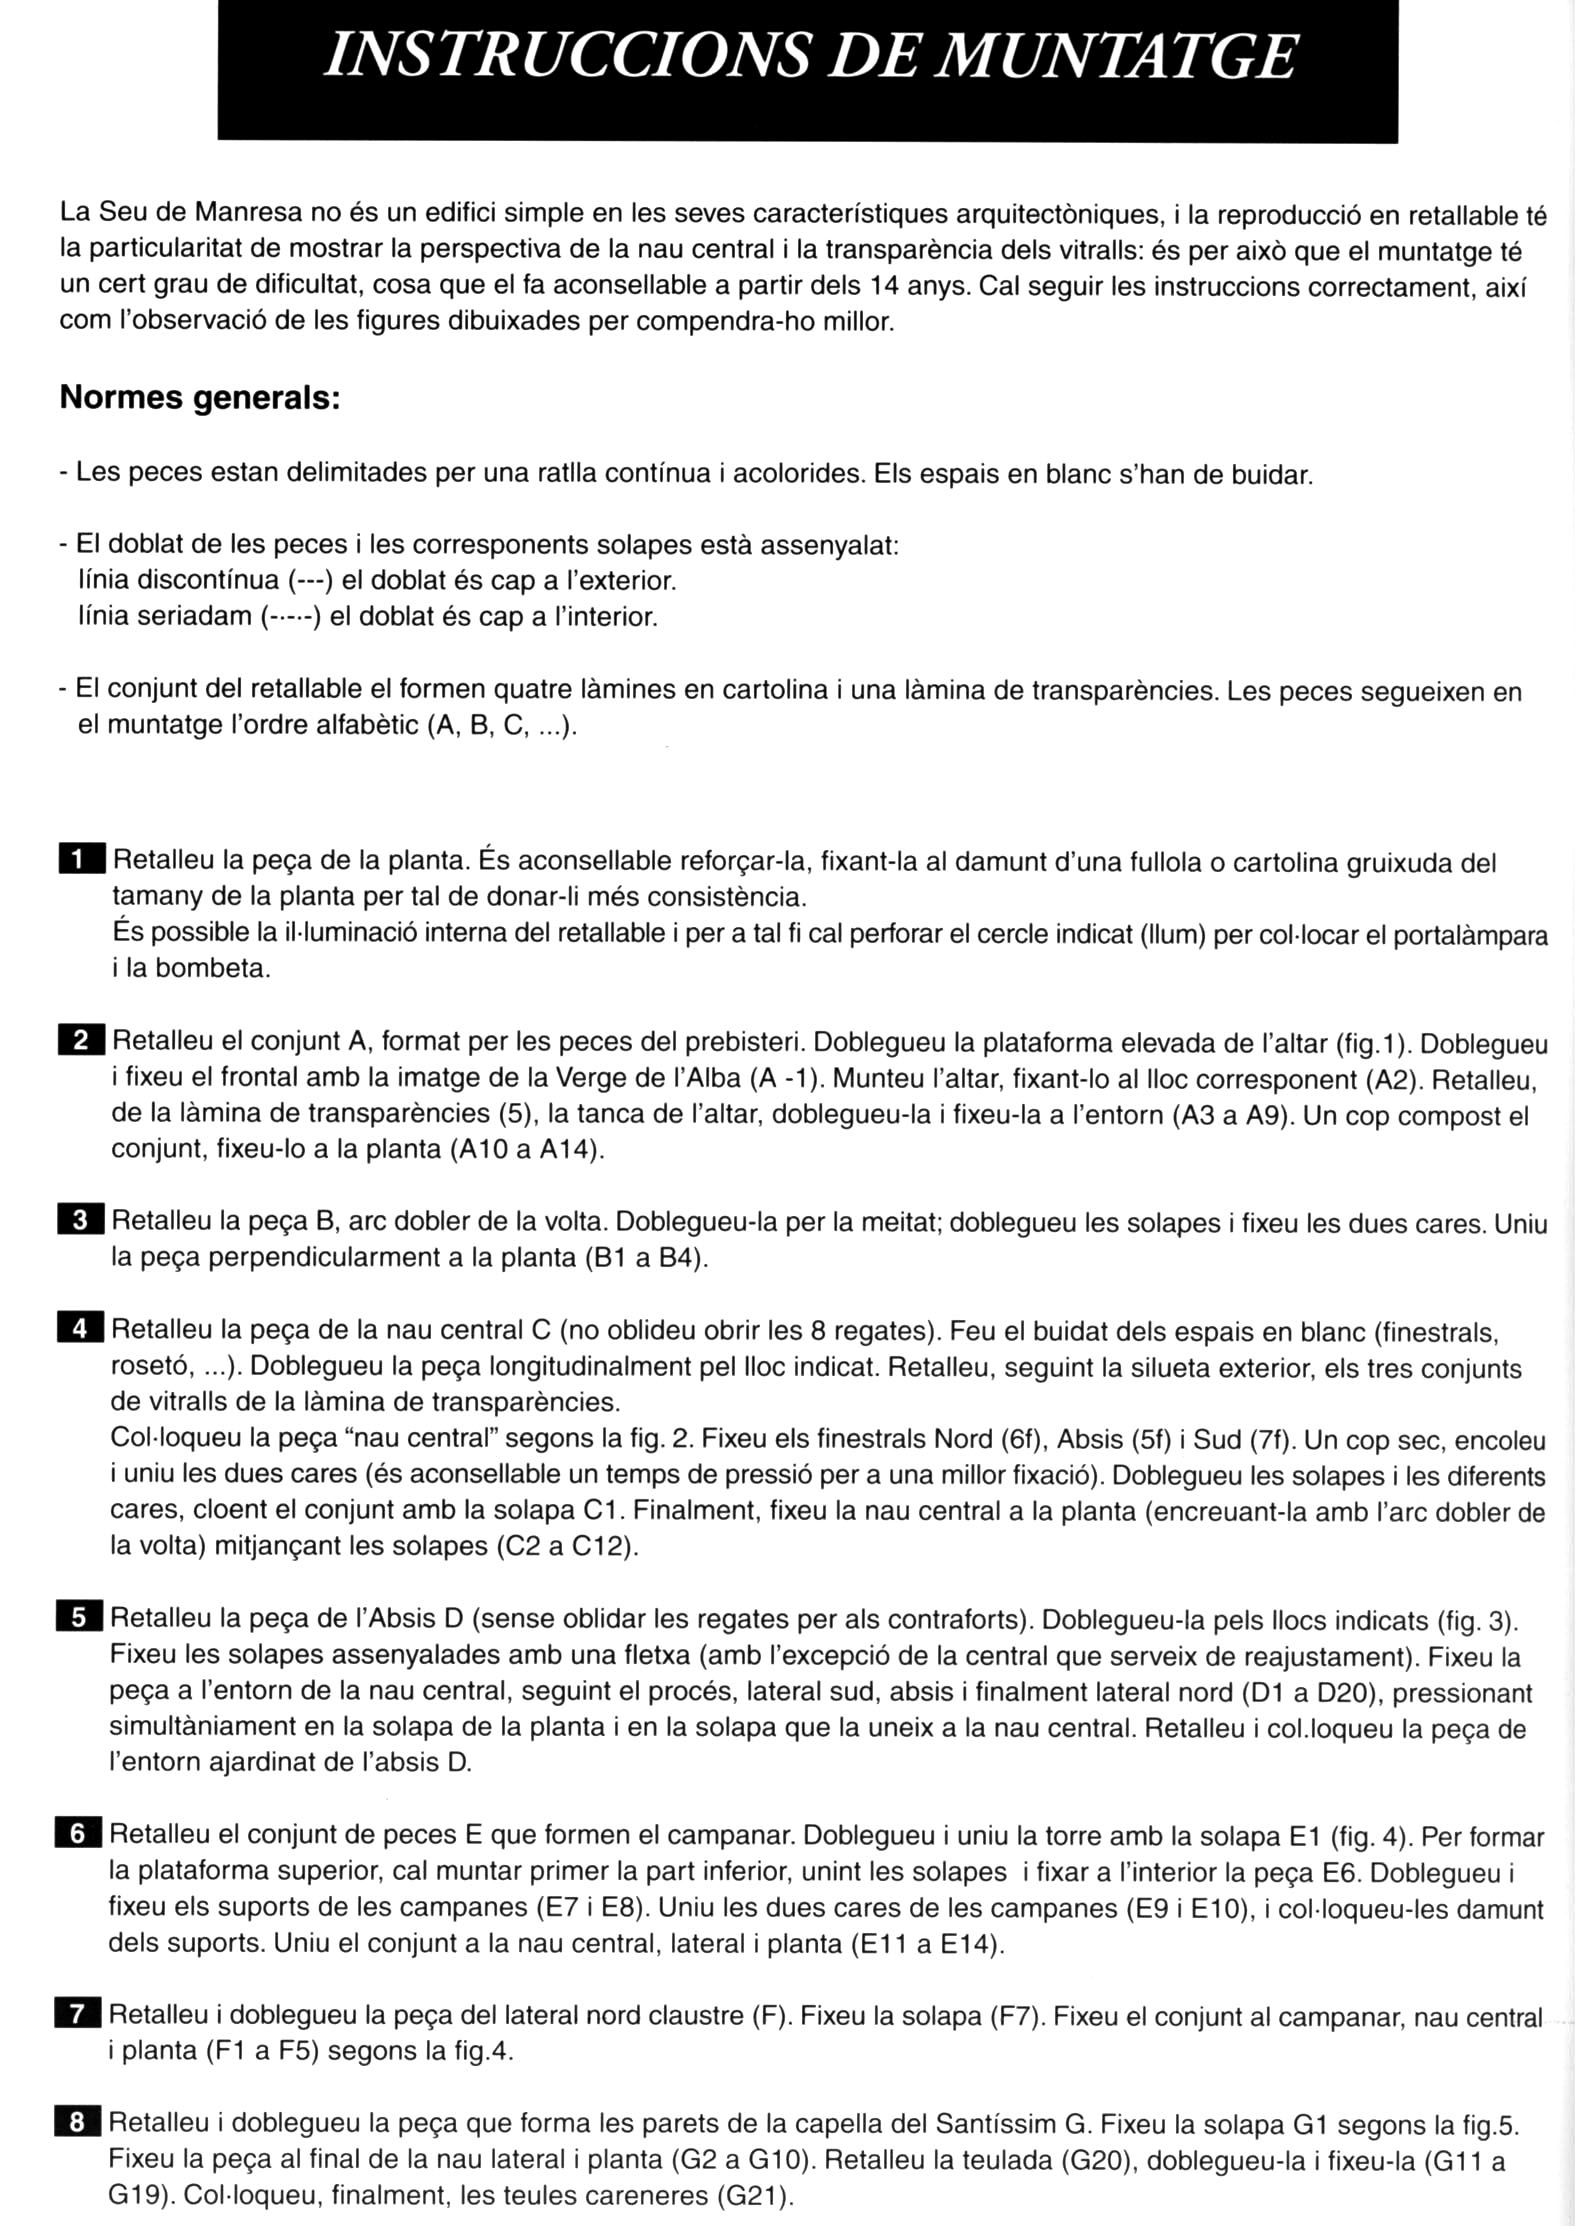 INSTRUCCIONS DE MUNTATGE
La Seu de Manresa no és un edifici simple en les seves característiques arquitectòniques, i la reproducció en retallable té
la particularitat de mostrar la perspectiva de la nau central i la transparència dels vitralls: és per això que el muntatge té
un cert grau de dificultat, cosa que el fa aconsellable a partir dels 14 anys. Cal seguir les instruccions correctament, així
com l'observació de les figures dibuixades per compendra-ho millor.
Normes generals:
- Les peces estan delimitades per una ratlla contínua i acolorides. Els espais en blanc s'han de buidar.
- El doblat de les peces i les corresponents solapes està assenyalat:
línia discontínua (---) el doblat és cap a l'exterior.
línia seriadam (-·-·-) el doblat és cap a l'interior.
- El conjunt del retallable el formen quatre làmines en cartolina i una làmina de transparències. Les peces segueixen en
el muntatge l'ordre alfabètic (A, B, C, ...).
1 Retalleu la peça de la planta. És aconsellable reforçar-la, fixant-la al damunt d'una fullola o cartolina gruixuda del
tamany de la planta per tal de donar-li més consistència.
És possible la il·luminació interna del retallable i per a tal fi cal perforar el cercle indicat (llum) per col·locar el portalàmpara
i la bombeta.
2 Retalleu el conjunt A, format per les peces del prebisteri. Doblegueu la plataforma elevada de l'altar (fig.1). Doblegueu
i fixeu el frontal amb la imatge de la Verge de l'Alba (A -1). Munteu l'altar, fixant-lo al lloc corresponent (A2). Retalleu,
de la làmina de transparències (5), la tanca de l'altar, doblegueu-la i fixeu-la a l'entorn (A3 a A9). Un cop compost el
conjunt, fixeu-lo a la planta (A10 a A14).
3 Retalleu la peça B, arc dobler de la volta. Doblegueu-la per la meitat; doblegueu les solapes i fixeu les dues cares. Uniu
la peça perpendicularment a la planta (B1 a B4).
4 Retalleu la peça de la nau central C (no oblideu obrir les 8 regates). Feu el buidat dels espais en blanc (finestrals,
rosetó, ...). Doblegueu la peça longitudinalment pel lloc indicat. Retalleu, seguint la silueta exterior, els tres conjunts
de vitralls de la làmina de transparències.
Col·loqueu la peça “nau central” segons la fig. 2. Fixeu els finestrals Nord (6f), Absis (5f) i Sud (7f). Un cop sec, encoleu
i uniu les dues cares (és aconsellable un temps de pressió per a una millor fixació). Doblegueu les solapes i les diferents
cares, cloent el conjunt amb la solapa C1. Finalment, fixeu la nau central a la planta (encreuant-la amb l'arc dobler de
la volta) mitjançant les solapes (C2 a C12).
5 Retalleu la peça de l'Absis D (sense oblidar les regates per als contraforts). Doblegueu-la pels llocs indicats (fig. 3).
Fixeu les solapes assenyalades amb una fletxa (amb l'excepció de la central que serveix de reajustament). Fixeu la
peça a l'entorn de la nau central, seguint el procés, lateral sud, absis i finalment lateral nord (D1 a D20), pressionant
simultàniament en la solapa de la planta i en la solapa que la uneix a la nau central. Retalleu i col.loqueu la peça de
l'entorn ajardinat de l'absis D.
6 Retalleu el conjunt de peces E que formen el campanar. Doblegueu i uniu la torre amb la solapa E1 (fig. 4). Per formar
la plataforma superior, cal muntar primer la part inferior, unint les solapes i fixar a l'interior la peça E6. Doblegueu i
fixeu els suports de les campanes (E7 i E8). Uniu les dues cares de les campanes (E9 i E10), i col·loqueu-les damunt
dels suports. Uniu el conjunt a la nau central, lateral i planta (E11 a E14).
7 Retalleu i doblegueu la peça del lateral nord claustre (F). Fixeu la solapa (F7). Fixeu el conjunt al campanar, nau central
i planta (F1 a F5) segons la fig.4.
8 Retalleu i doblegueu la peça que forma les parets de la capella del Santíssim G. Fixeu la solapa G1 segons la fig.5.
Fixeu la peça al final de la nau lateral i planta (G2 a G10). Retalleu la teulada (G20), doblegueu-la i fixeu-la (G11 a
G19). Col·loqueu, finalment, les teules careneres (G21).